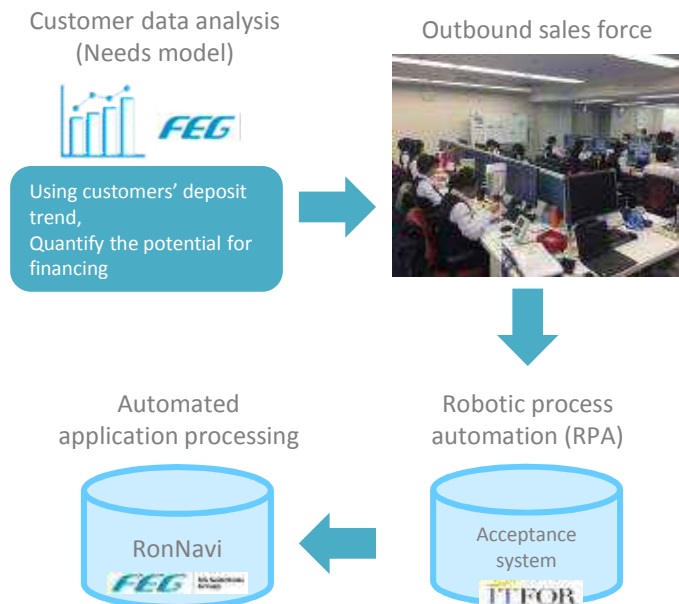 Customer data analysis
(Needs model)
FEG
Using customers' deposit
trend,
Quantify the potential for
financing
Outbound sales force
Robotic process
automation (RPA)
Acceptance
system
ITFOR
Automated
application processing
RonNavi
FEG